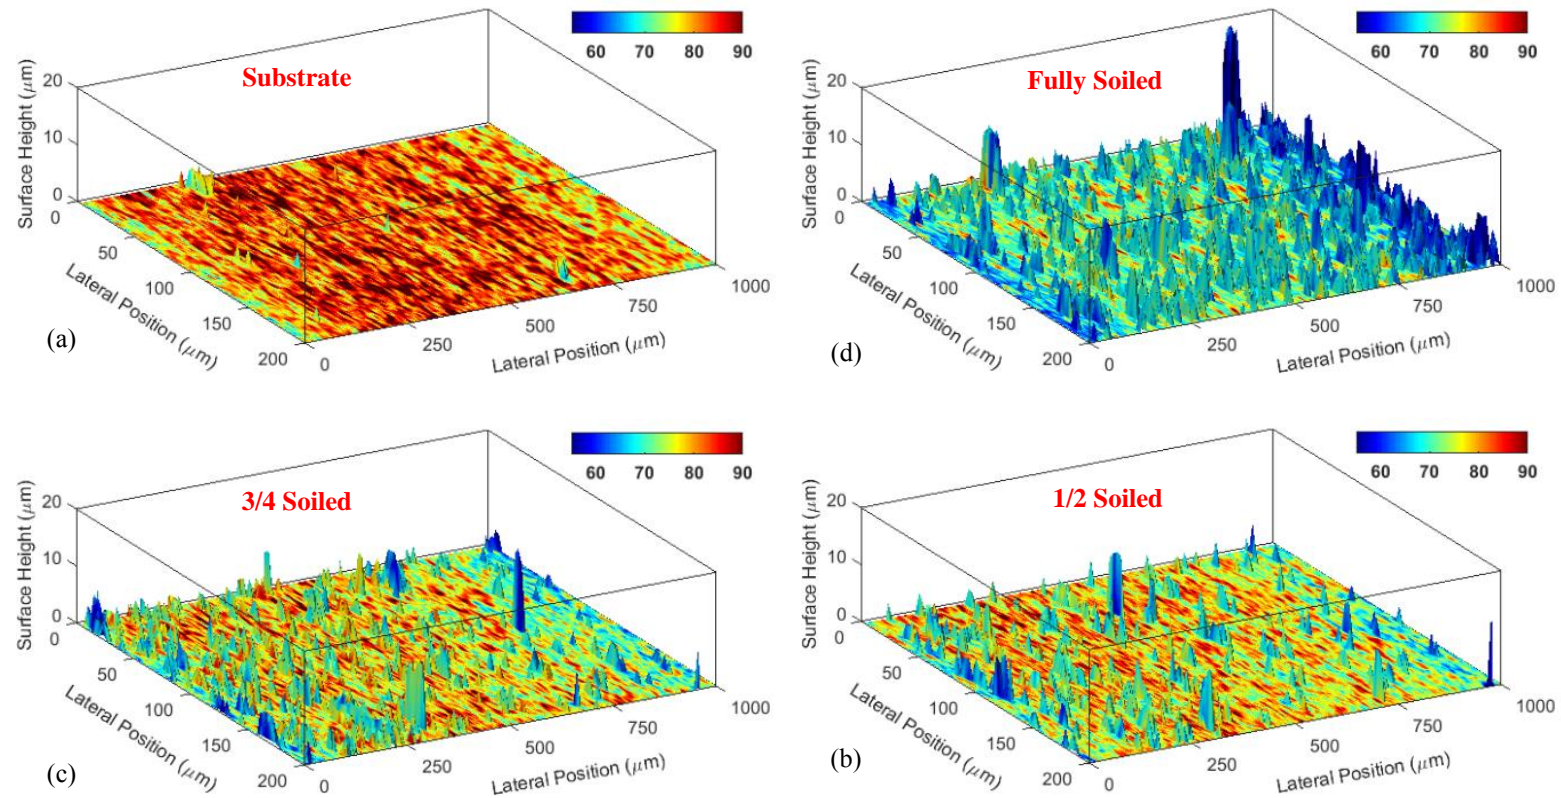 60 70 80 90
Substrate
Surface Height (μm)
20
10
0
0
50
100
150
200
Lateral Position (μm)
0
250
500
750
1000
Lateral Position (μm)
(a)
60 70 80 90
Fully Soiled
Surface Height (μm)
20
10
0
0
50
100
150
200
Lateral Position (μm)
0
250
500
750
1000
Lateral Position (μm)
(d)
60 70 80 90
3/4 Soiled
Surface Height (μm)
20
10
0
0
50
100
150
200
Lateral Position (μm)
0
250
500
750
1000
Lateral Position (μm)
(c)
60 70 80 90
1/2 Soiled
Surface Height (μm)
20
10
0
0
50
100
150
200
Lateral Position (μm)
0
250
500
750
1000
Lateral Position (μm)
(b)